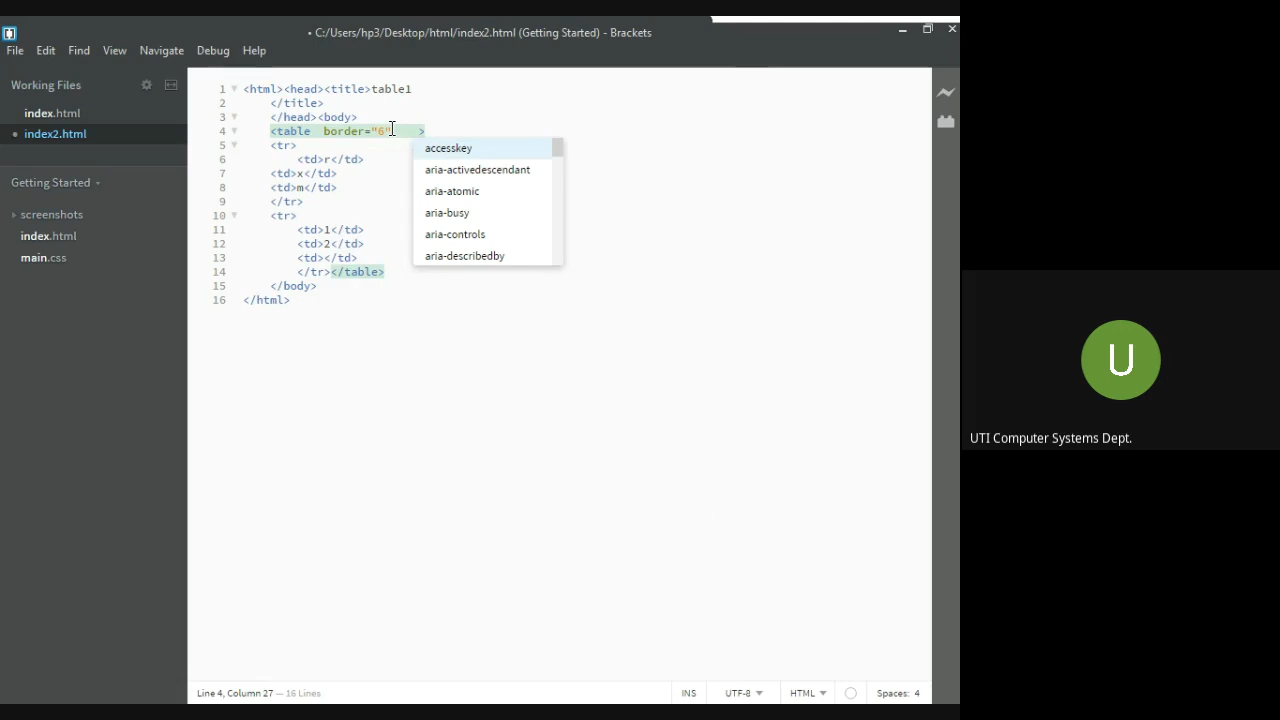 • C:/Users/hp3/Desktop/html/index2.html (Getting Started) - Brackets
File Edit Find View Navigate Debug Help
Working Files
index.html
• index2.html
Getting Started
screenshots
index.html
main.css
1 <html><head><title>table1
2 </title>
3 </head><body>
4 <table  border="6"    >
5 <tr>
6 <td>r</td>
7 <td>x</td>
8 <td>m</td>
9 </tr>
10 <tr>
11 <td>1</td>
12 <td>2</td>
13 <td></td>
14 </tr></table>
15 </body>
16 </html>
accesskey
aria-activedescendant
aria-atomic
aria-busy
aria-controls
aria-describedby
Line 4, Column 27 — 16 Lines
INS UTF-8 HTML Spaces: 4
U
UTI Computer Systems Dept.